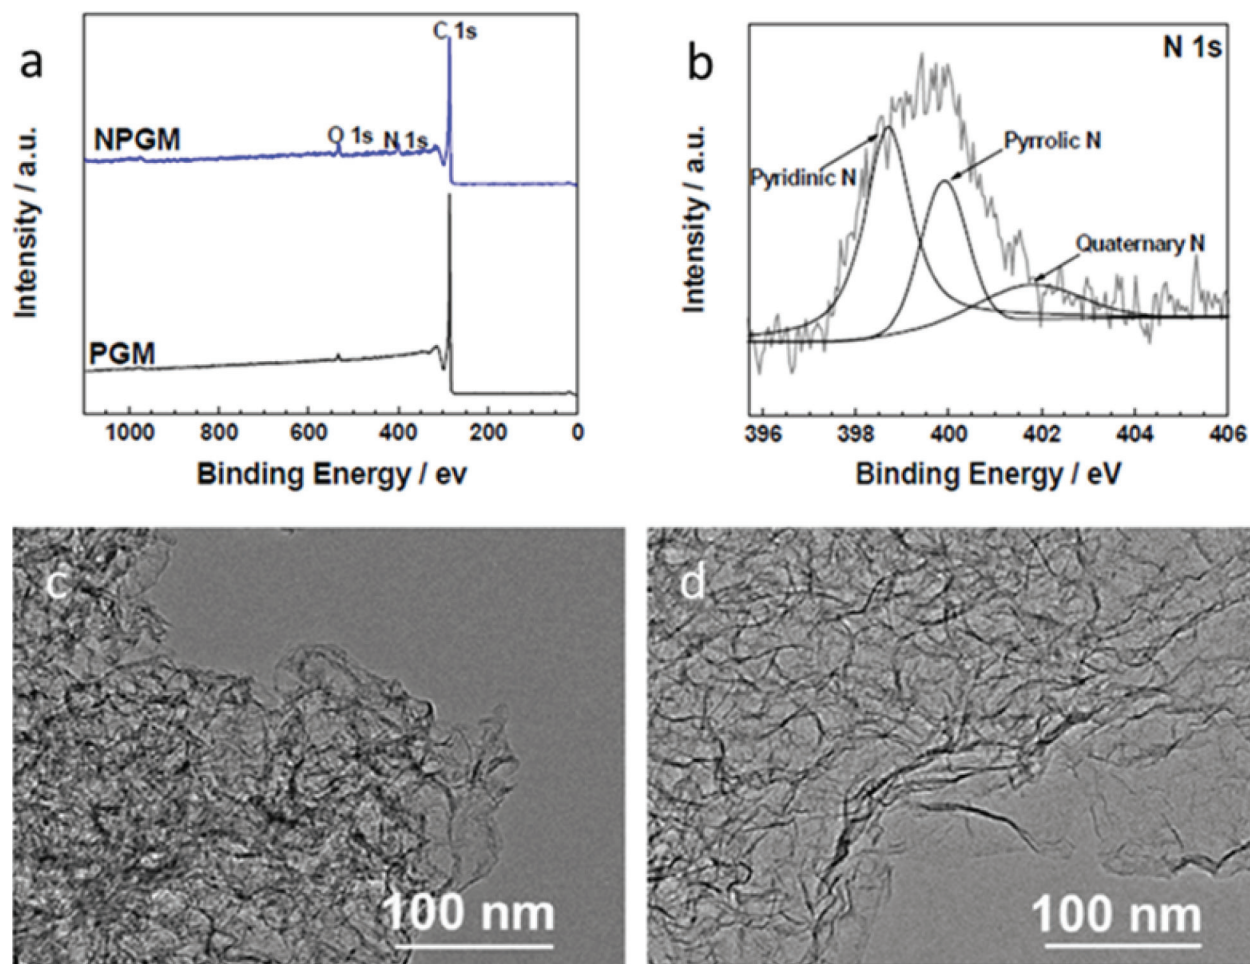 a
C 1s
NPGM
O 1s
N 1s
PGM
Intensity / a.u.
1000 800 600 400 200 0
Binding Energy / ev
b
N 1s
Pyridinic N
Pyrrolic N
Quaternary N
Intensity / a.u.
396 398 400 402 404 406
Binding Energy / eV
c
100 nm
d
100 nm